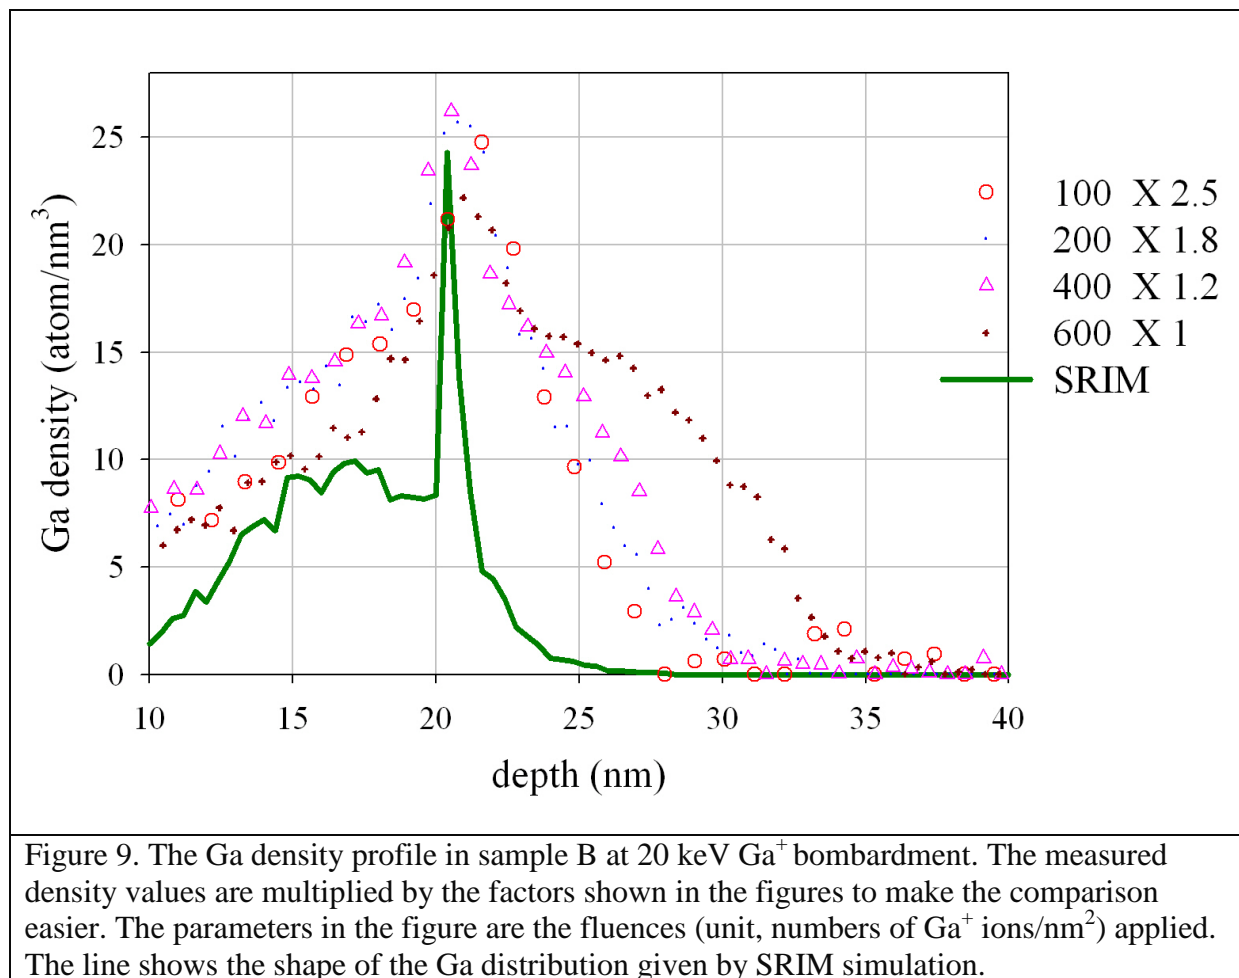 25
20
15
10
5
0
Ga density (atom/nm³)
10 15 20 25 30 35 40
depth (nm)
100 X 2.5
200 X 1.8
400 X 1.2
600 X 1
SRIM
Figure 9. The Ga density profile in sample B at 20 keV Ga⁺ bombardment. The measured
density values are multiplied by the factors shown in the figures to make the comparison
easier. The parameters in the figure are the fluences (unit, numbers of Ga⁺ ions/nm²) applied.
The line shows the shape of the Ga distribution given by SRIM simulation.